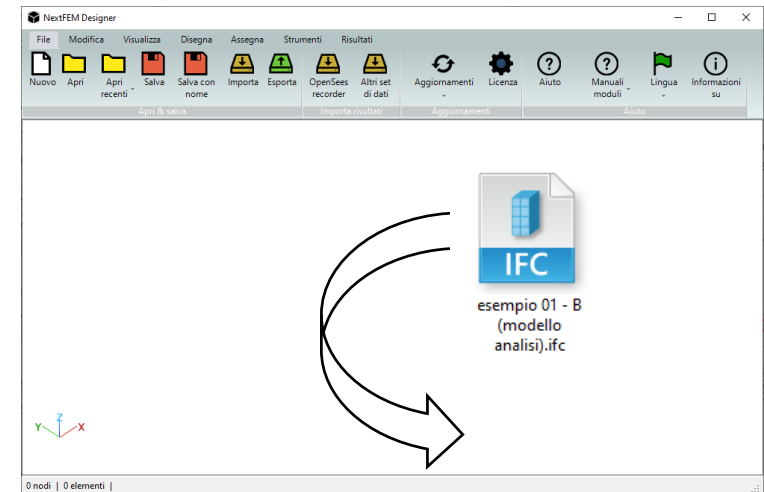 NextFEM Designer
File Modifica Visualizza Disegna Assegna Strumenti Risultati
Nuovo Apri Apri recenti Salva Salva con nome Importa Esporta OpenSees recorder Altri set di dati Aggiornamenti Licenza Aiuto Manuali moduli Lingua Informazioni su
Apri & salva Importa risultati Aggiornamenti Aiuto
IFC
esempio 01 - B
(modello
analisi).ifc
Z
Y X
0 nodi | 0 elementi |